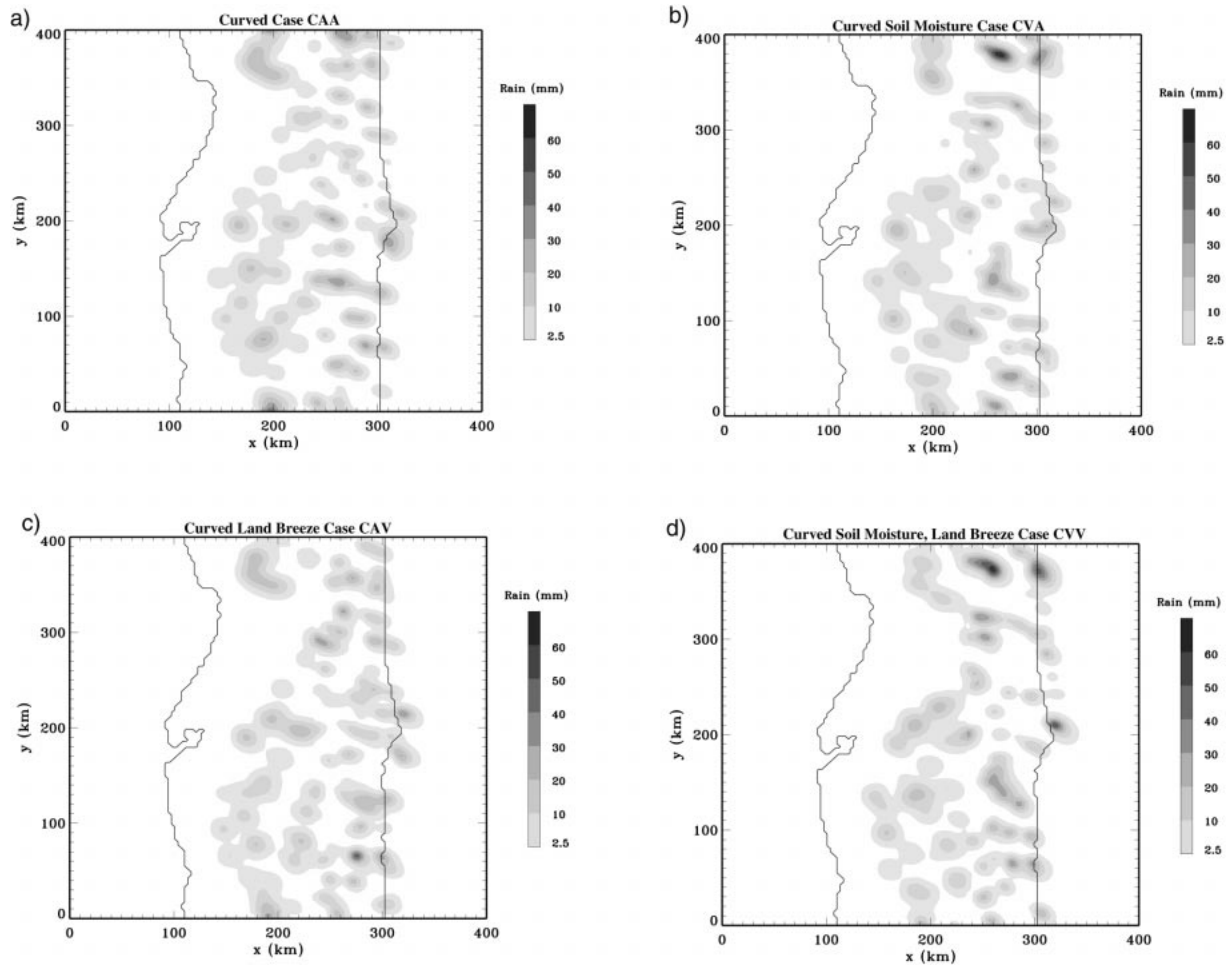 a)
Curved Case CAA
400
300
200
100
0
y (km)
0 100 200 300 400
x (km)
Rain (mm)
60
50
40
30
20
10
2.5
b)
Curved Soil Moisture Case CVA
400
300
200
100
0
y (km)
0 100 200 300 400
x (km)
Rain (mm)
60
50
40
30
20
10
2.5
c)
Curved Land Breeze Case CAV
400
300
200
100
0
y (km)
0 100 200 300 400
x (km)
Rain (mm)
60
50
40
30
20
10
2.5
d)
Curved Soil Moisture, Land Breeze Case CVV
400
300
200
100
0
y (km)
0 100 200 300 400
x (km)
Rain (mm)
60
50
40
30
20
10
2.5